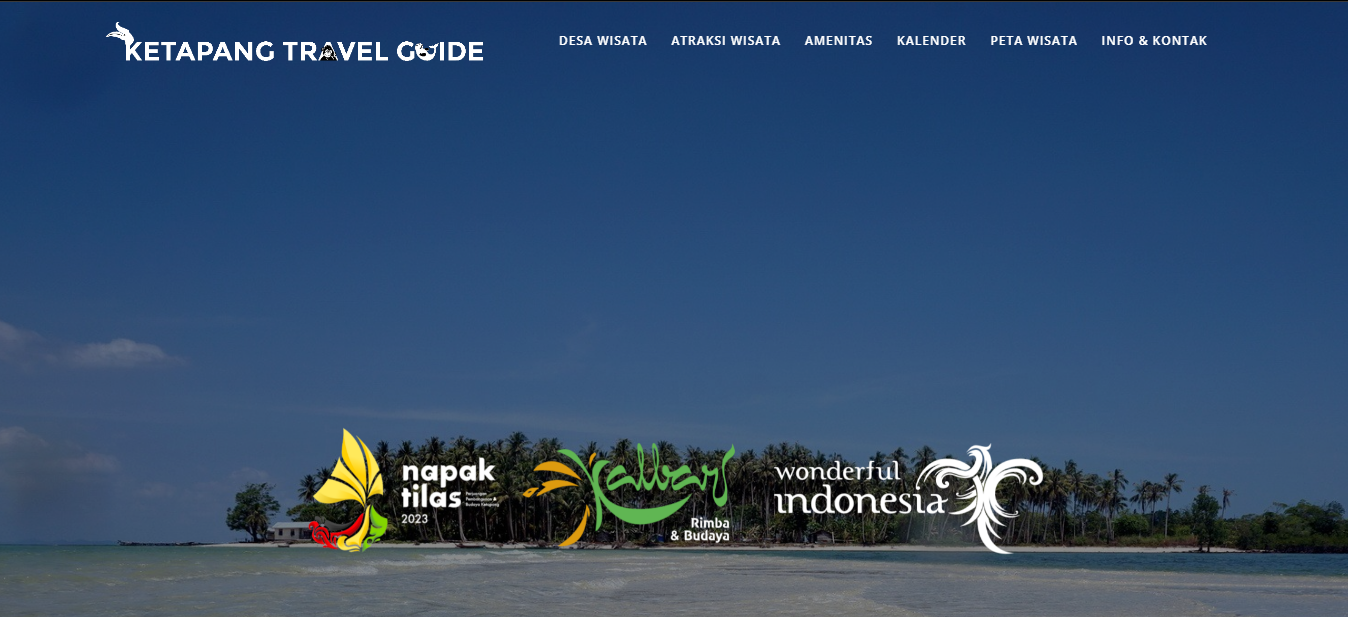 KETAPANG TRAVEL GUIDE
DESA WISATA
ATRAKSI WISATA
AMENITAS
KALENDER
PETA WISATA
INFO & KONTAK
napak
tilas
2023
Kalbar
Rimba
& Budaya
wonderful
indonesia